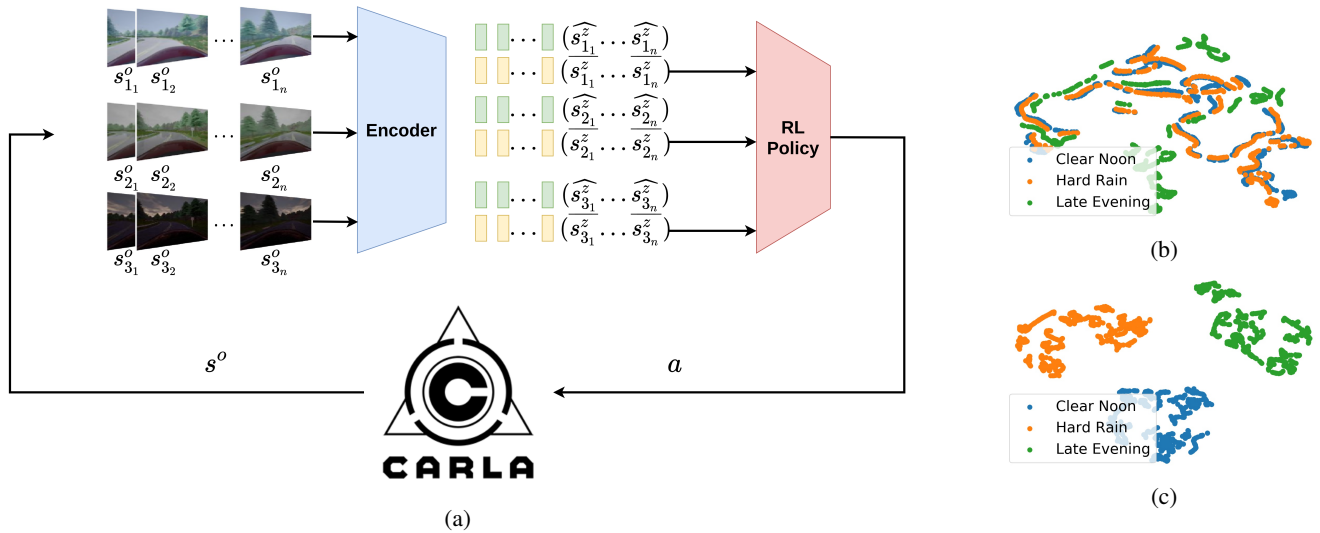 s^o_{1_1} s^o_{1_2} ... s^o_{1_n}
s^o_{2_1} s^o_{2_2} ... s^o_{2_n}
s^o_{3_1} s^o_{3_2} ... s^o_{3_n}
Encoder
... (\widehat{s^z_{1_1}} ... \widehat{s^z_{1_n}})
... (\overline{s^z_{1_1}} ... \overline{s^z_{1_n}})
... (\widehat{s^z_{2_1}} ... \widehat{s^z_{2_n}})
... (\overline{s^z_{2_1}} ... \overline{s^z_{2_n}})
... (\widehat{s^z_{3_1}} ... \widehat{s^z_{3_n}})
... (\overline{s^z_{3_1}} ... \overline{s^z_{3_n}})
RL
Policy
s^o
a
C
CARLA
(a)
Clear Noon
Hard Rain
Late Evening
(b)
Clear Noon
Hard Rain
Late Evening
(c)